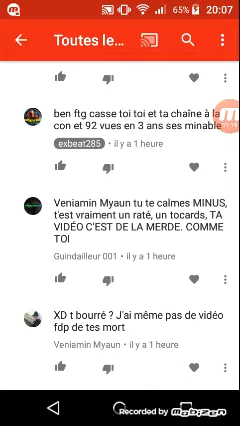 65% 20:07
Toutes le...
ben ftg casse toi toi et ta chaîne à la
con et 92 vues en 3 ans ses minable
exbeat285 • il y a 1 heure
Veniamin Myaun tu te calmes MINUS,
t'est vraiment un raté, un tocards, TA
VIDÉO C'EST DE LA MERDE. COMME
TOI
Guindailleur 001 • il y a 1 heure
XD t bourré ? J'ai même pas de vidéo
fdp de tes mort
Veniamin Myaun • il y a 1 heure
Recorded by mobizen